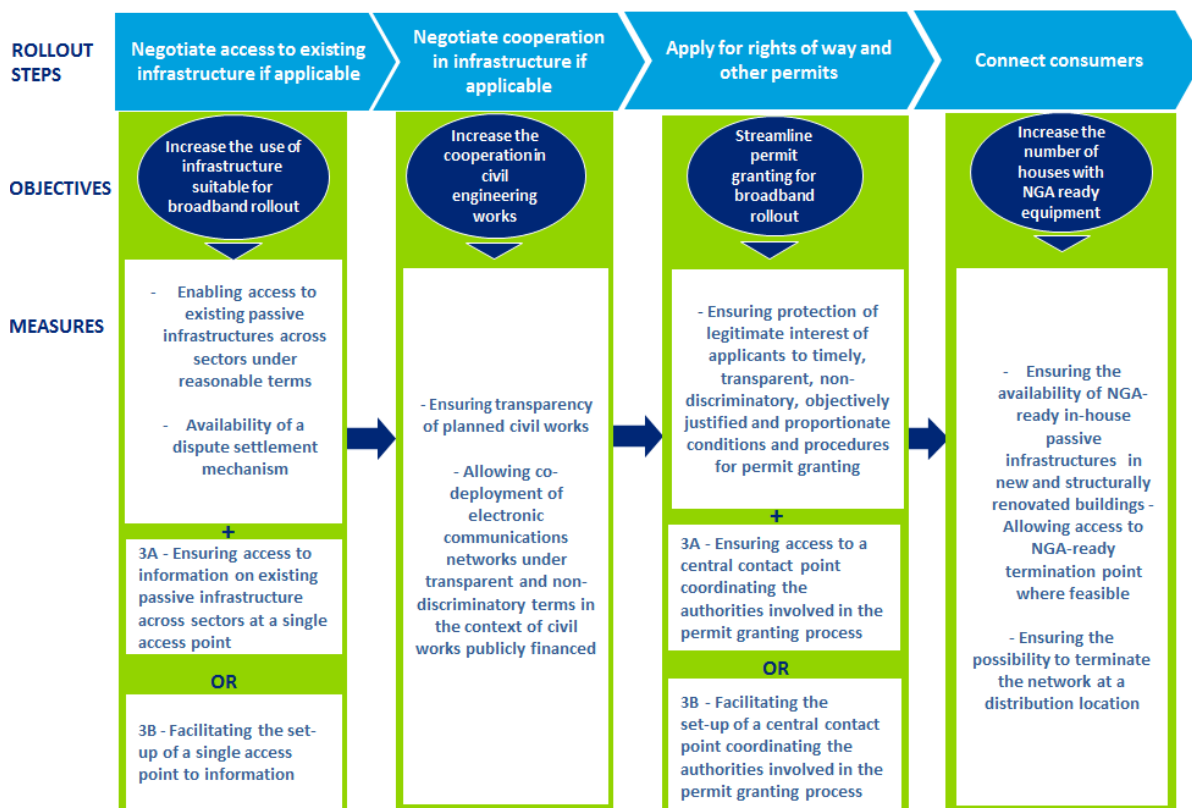 ROLLOUT
STEPS
Negotiate access to existing
infrastructure if applicable
Negotiate cooperation
in infrastructure if
applicable
Apply for rights of way and
other permits
Connect consumers
OBJECTIVES
Increase the use of
infrastructure
suitable for
broadband rollout
Increase the
cooperation in
civil
engineering
works
Streamline
permit
granting for
broadband
rollout
Increase the
number of
houses with
NGA ready
equipment
MEASURES
- Enabling access to
existing passive
infrastructures across
sectors under
reasonable terms
- Availability of a
dispute settlement
mechanism
+
3A - Ensuring access to
information on existing
passive infrastructure
across sectors at a single
access point
OR
3B - Facilitating the set-
up of a single access
point to information
- Ensuring transparency
of planned civil works
- Allowing co-
deployment of
electronic
communications
networks under
transparent and non-
discriminatory terms in
the context of civil
works publicly financed
- Ensuring protection of
legitimate interest of
applicants to timely,
transparent, non-
discriminatory, objectively
justified and proportionate
conditions and procedures
for permit granting
+
3A - Ensuring access to a
central contact point
coordinating the
authorities involved in the
permit granting process
OR
3B - Facilitating the
set-up of a central contact
point coordinating the
authorities involved in the
permit granting process
- Ensuring the
availability of NGA-
ready in-house
passive
infrastructures in
new and structurally
renovated buildings -
Allowing access to
NGA-ready
termination point
where feasible
- Ensuring the
possibility to terminate
the network at a
distribution location